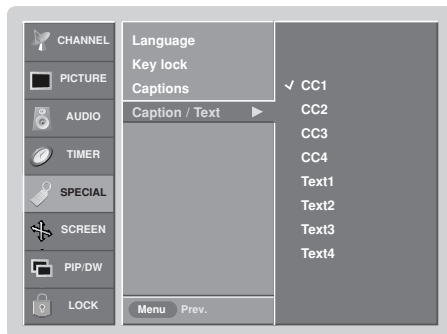 CHANNEL
PICTURE
AUDIO
TIMER
SPECIAL
SCREEN
PIP/DW
LOCK
Language
Key lock
Captions
Caption / Text
Menu Prev.
CC1
CC2
CC3
CC4
Text1
Text2
Text3
Text4